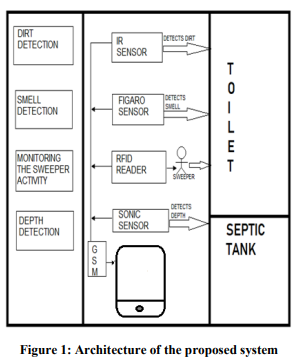 DIRT
DETECTION
IR
SENSOR
DETECTS DIRT
SMELL
DETECTION
FIGARO
SENSOR
DETECTS
SMELL
MONITORING
THE SWEEPER
ACTIVITY
RFID
READER
SWEEPER
DEPTH
DETECTION
SONIC
SENSOR
DETECTS
DEPTH
G
S
M
T
O
I
L
E
T
SEPTIC
TANK
Figure 1: Architecture of the proposed system